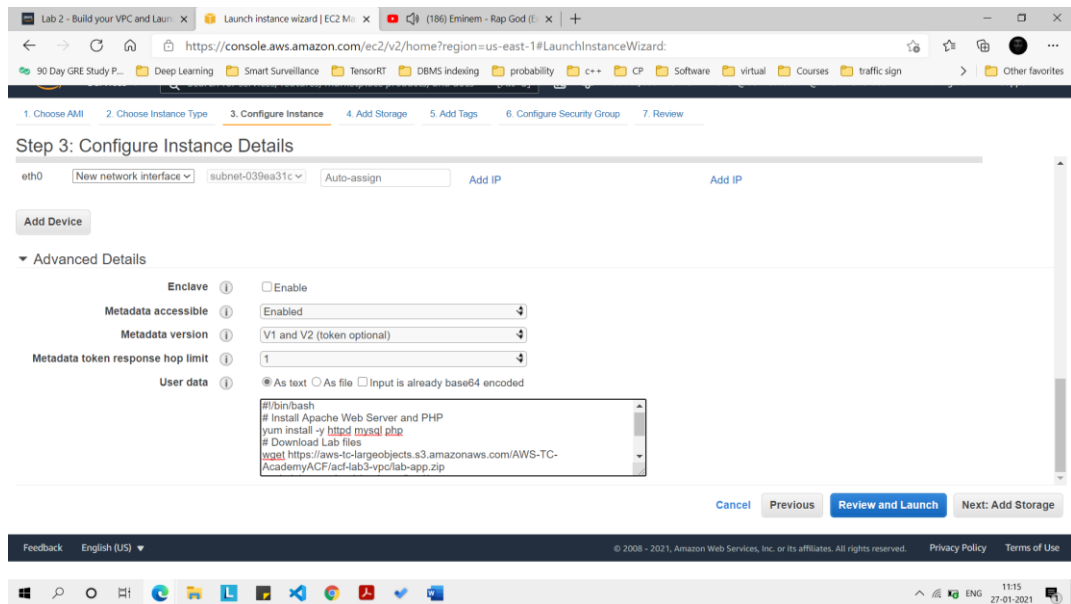 Lab 2 - Build your VPC and Laun
Launch instance wizard | EC2 Ma
(186) Eminem - Rap God (E
https://console.aws.amazon.com/ec2/v2/home?region=us-east-1#LaunchInstanceWizard:
90 Day GRE Study P... Deep Learning Smart Surveillance TensorRT DBMS indexing probability c++ CP Software virtual Courses traffic sign Other favorites
1. Choose AMI 2. Choose Instance Type 3. Configure Instance 4. Add Storage 5. Add Tags 6. Configure Security Group 7. Review
Step 3: Configure Instance Details
eth0 New network interface subnet-039ea31c Auto-assign Add IP Add IP
Add Device
Advanced Details
Enclave Enable
Metadata accessible Enabled
Metadata version V1 and V2 (token optional)
Metadata token response hop limit 1
User data As text As file Input is already base64 encoded
#!/bin/bash
# Install Apache Web Server and PHP
yum install -y httpd mysql php
# Download Lab files
wget https://aws-tc-largeobjects.s3.amazonaws.com/AWS-TC-
AcademyACF/acf-lab3-vpc/lab-app.zip
Cancel Previous Review and Launch Next: Add Storage
Feedback English (US) © 2008 - 2021, Amazon Web Services, Inc. or its affiliates. All rights reserved. Privacy Policy Terms of Use
ENG 11:15
27-01-2021